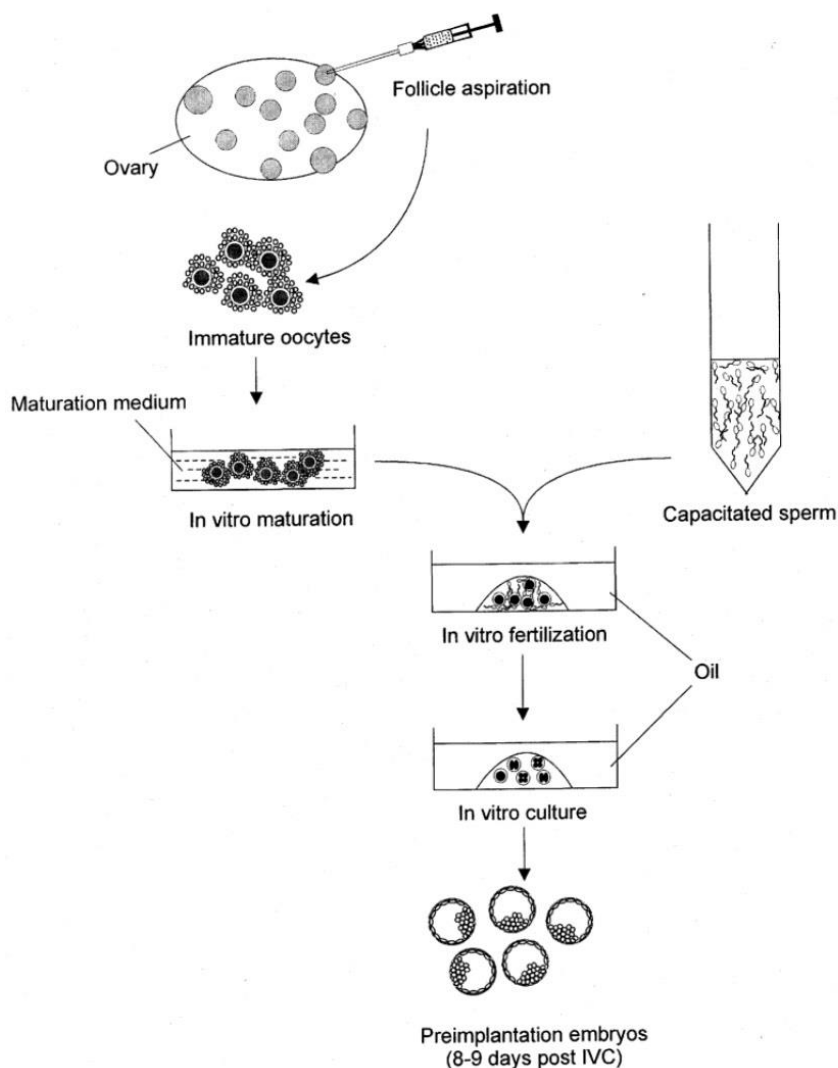 Follicle aspiration
Ovary
Immature oocytes
Maturation medium
In vitro maturation
Capacitated sperm
In vitro fertilization
Oil
In vitro culture
Preimplantation embryos
(8-9 days post IVC)